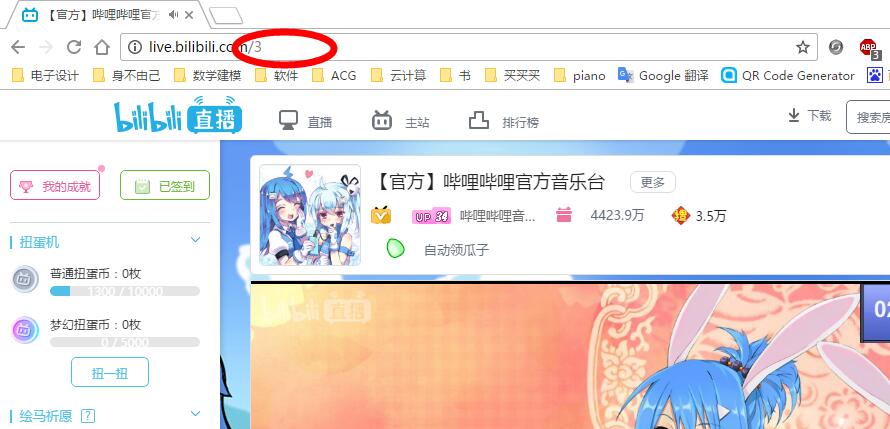 【官方】哔哩哔哩官方
live.bilibili.com/3
ABP
3
电子设计 身不由己 数学建模 软件 ACG 云计算 书 买买买 piano Google 翻译 QR Code Generator
bilibili 直播 直播 主站 排行榜 下载 搜索房
我的成就 已签到
【官方】哔哩哔哩官方音乐台 更多
UP 34 哔哩哔哩音... 4423.9万 3.5万
自动领瓜子
扭蛋机
普通扭蛋币：0枚
1300 / 10000
梦幻扭蛋币：0枚
0 / 5000
扭一扭
绘马祈愿 ?
bilibili 直播
02